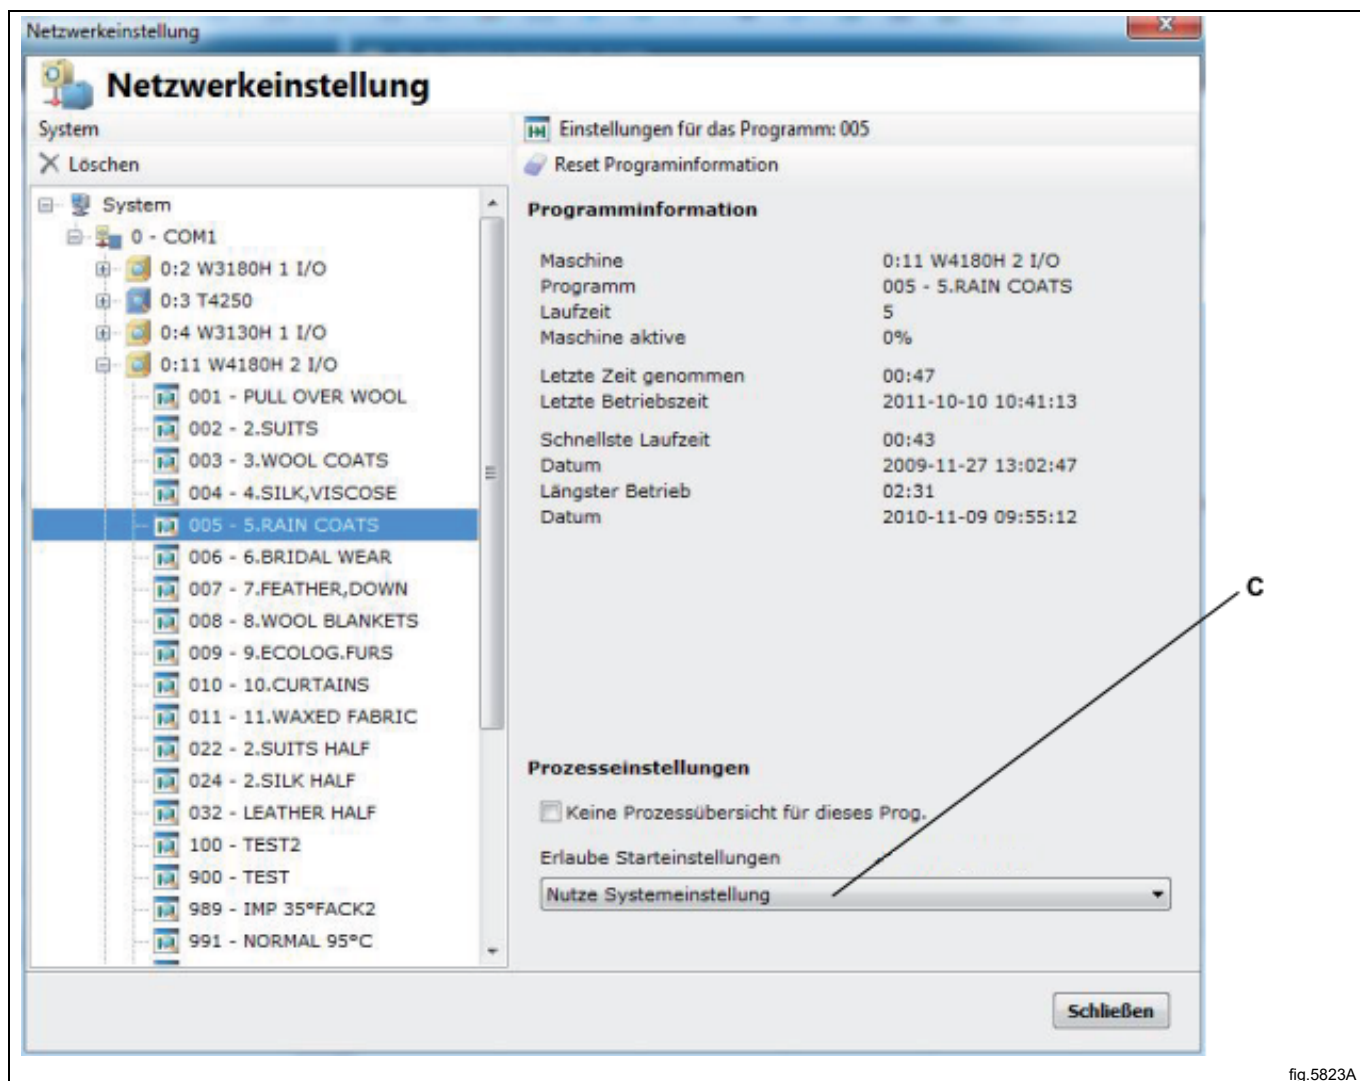 Netzwerkeinstellung
Netzwerkeinstellung
System
Löschen
System
0 - COM1
0:2 W3180H 1 I/O
0:3 T4250
0:4 W3130H 1 I/O
0:11 W4180H 2 I/O
001 - PULL OVER WOOL
002 - 2.SUITS
003 - 3.WOOL COATS
004 - 4.SILK,VISCOSE
005 - 5.RAIN COATS
006 - 6.BRIDAL WEAR
007 - 7.FEATHER,DOWN
008 - 8.WOOL BLANKETS
009 - 9.ECOLOG.FURS
010 - 10.CURTAINS
011 - 11.WAXED FABRIC
022 - 2.SUITS HALF
024 - 2.SILK HALF
032 - LEATHER HALF
100 - TEST2
900 - TEST
989 - IMP 35°FACK2
991 - NORMAL 95°C
Einstellungen für das Programm: 005
Reset Programinformation
Programminformation
Maschine 0:11 W4180H 2 I/O
Programm 005 - 5.RAIN COATS
Laufzeit 5
Maschine aktive 0%
Letzte Zeit genommen 00:47
Letzte Betriebszeit 2011-10-10 10:41:13
Schnellste Laufzeit 00:43
Datum 2009-11-27 13:02:47
Längster Betrieb 02:31
Datum 2010-11-09 09:55:12
C
Prozesseinstellungen
Keine Prozessübersicht für dieses Prog.
Erlaube Starteinstellungen
Nutze Systemeinstellung
Schließen
fig.5823A